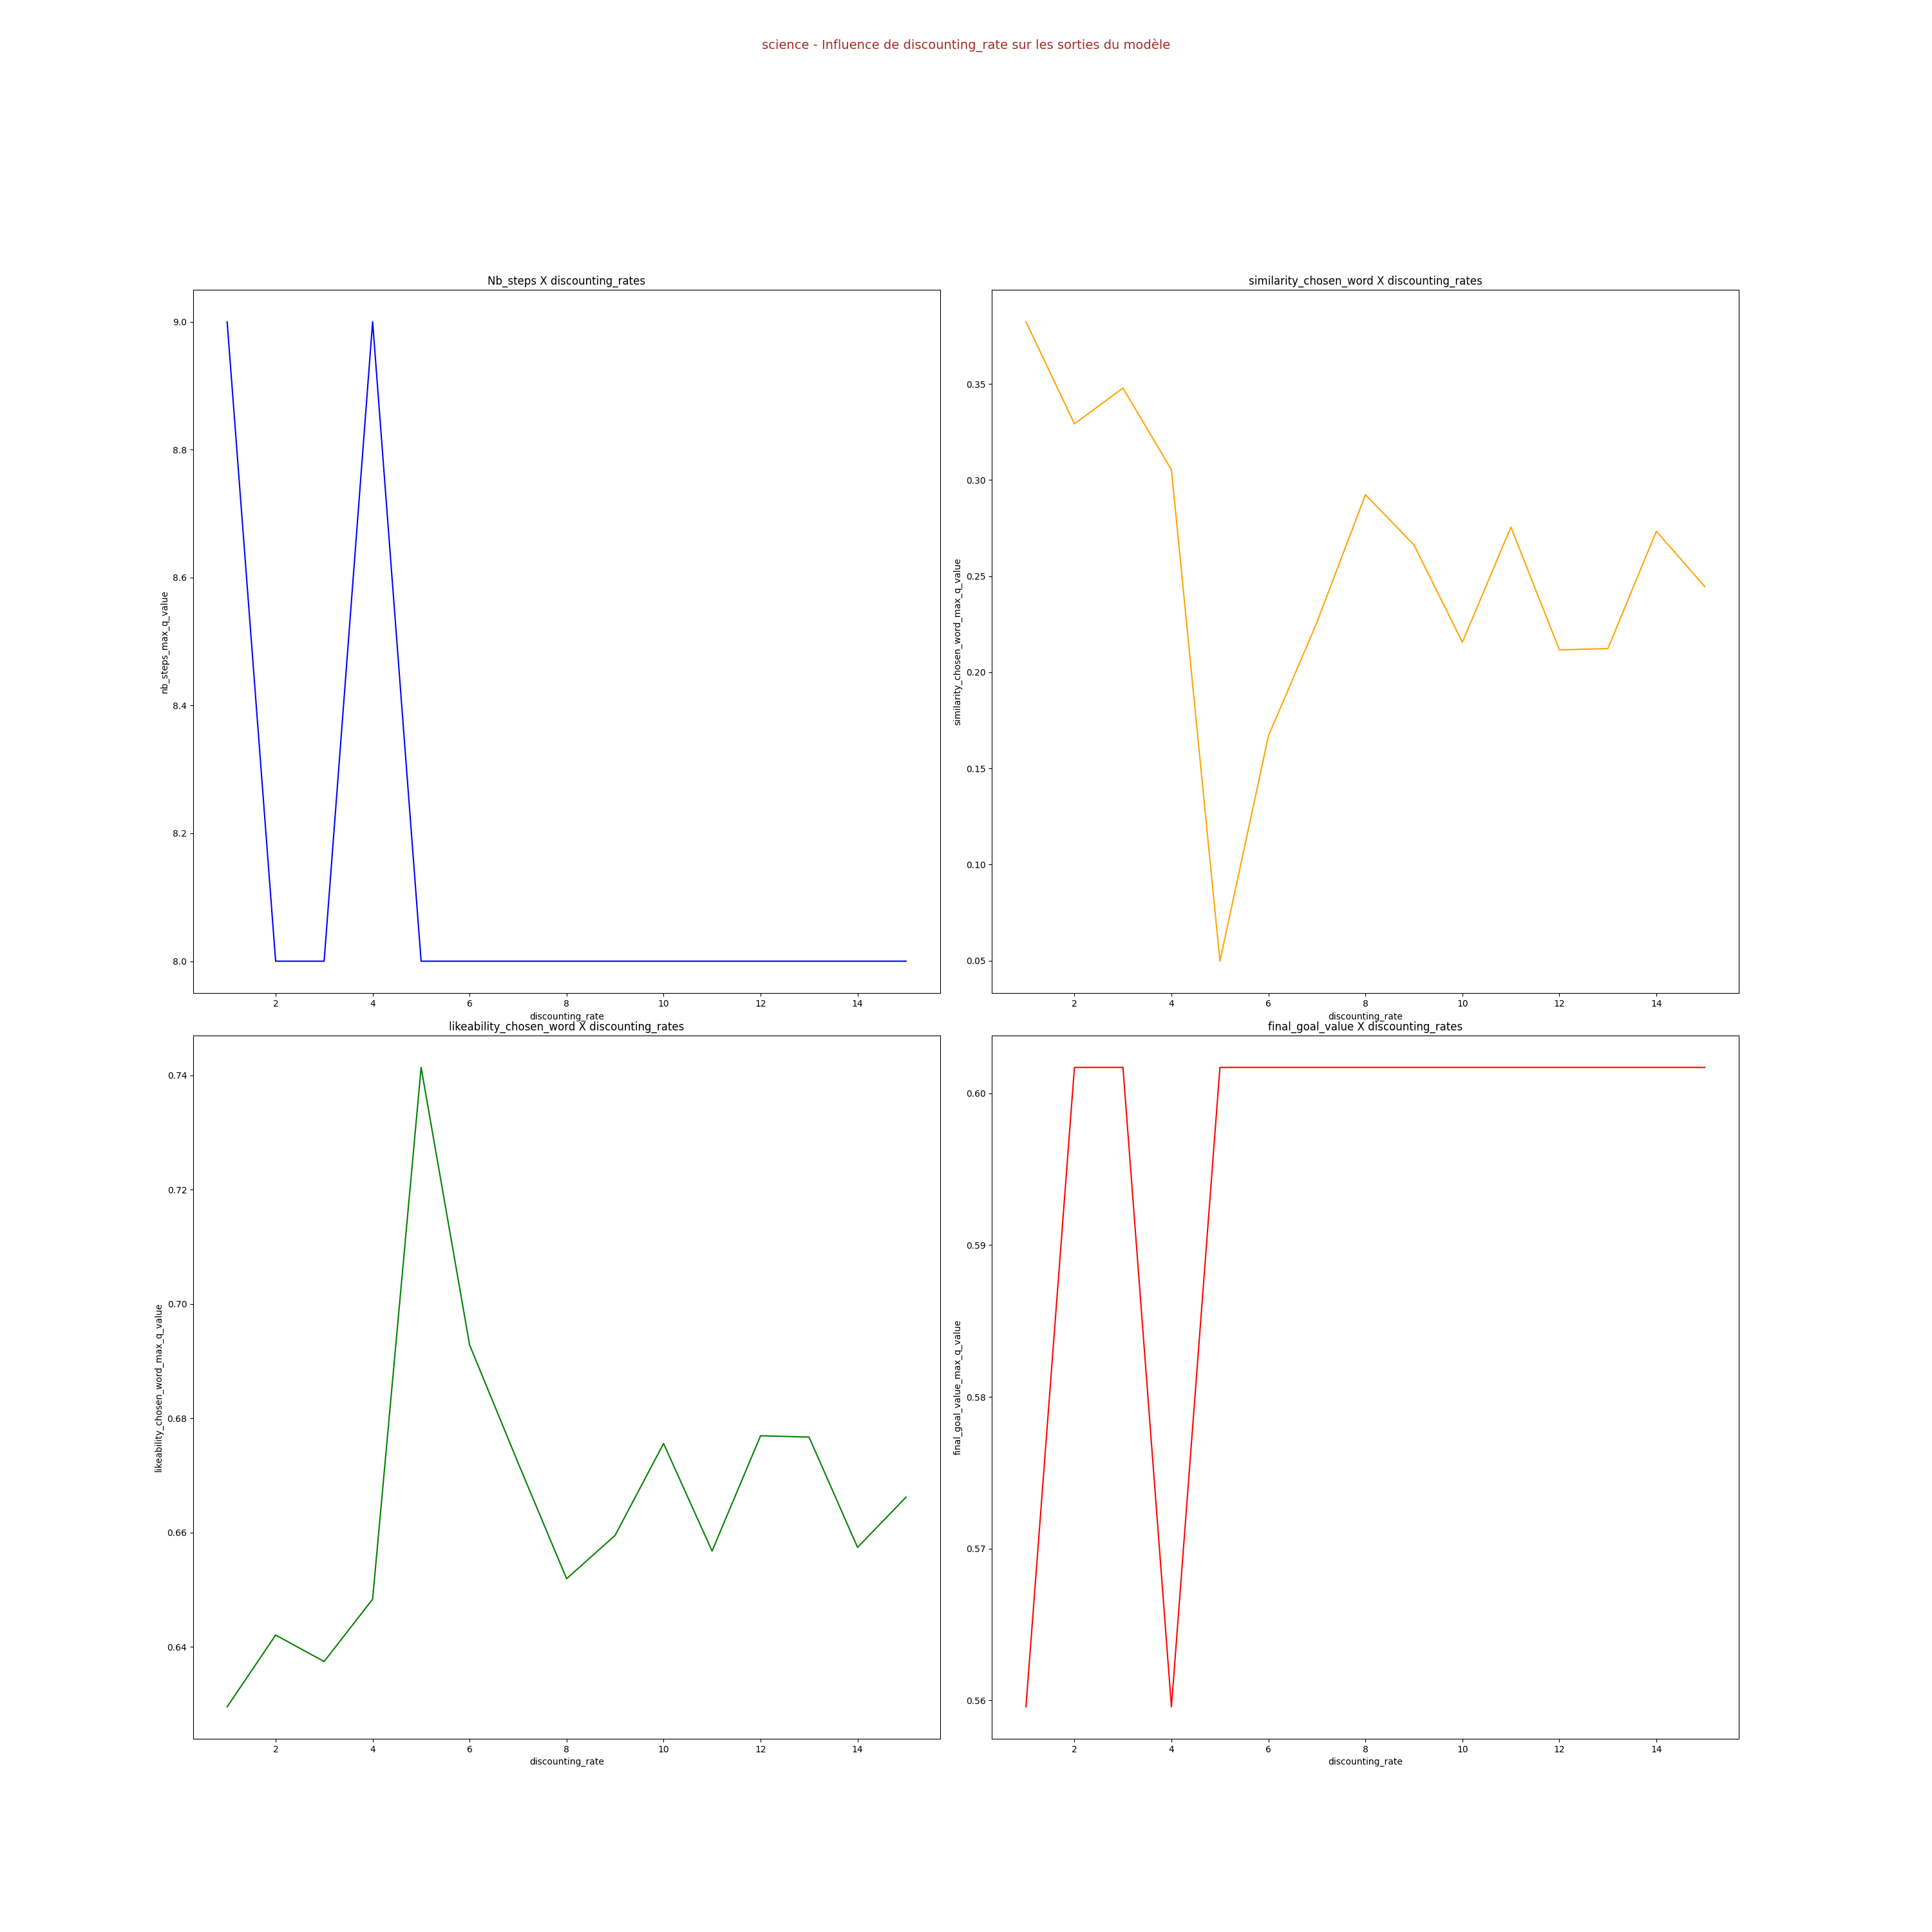 science - Influence de discounting_rate sur les sorties du modèle
Nb_steps X discounting_rates
9.0
8.8
8.6
8.4
8.2
8.0
nb_steps_max_q_value
2 4 6 8 10 12 14
discounting_rate
similarity_chosen_word X discounting_rates
0.35
0.30
0.25
0.20
0.15
0.10
0.05
similarity_chosen_word_max_q_value
2 4 6 8 10 12 14
discounting_rate
likeability_chosen_word X discounting_rates
0.74
0.72
0.70
0.68
0.66
0.64
likeability_chosen_word_max_q_value
2 4 6 8 10 12 14
discounting_rate
final_goal_value X discounting_rates
0.60
0.59
0.58
0.57
0.56
final_goal_value_max_q_value
2 4 6 8 10 12 14
discounting_rate